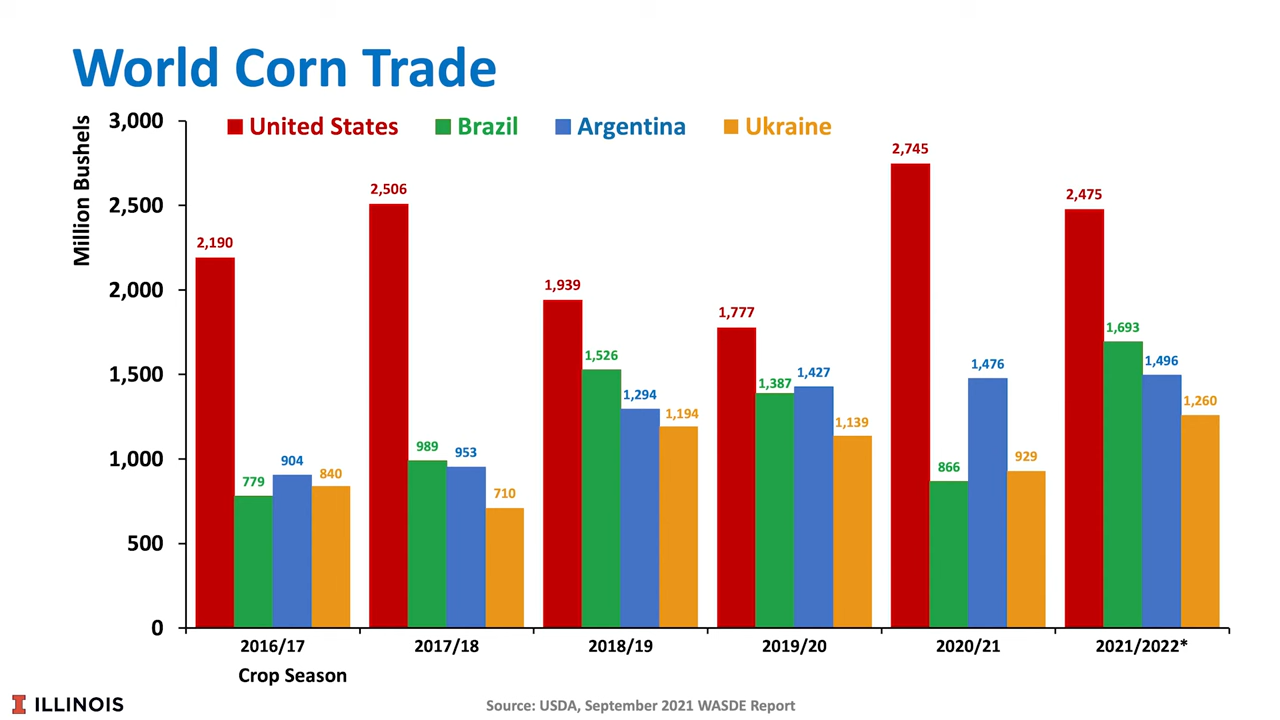 World Corn Trade
Million Bushels
United States Brazil Argentina Ukraine
3,000
2,500
2,000
1,500
1,000
500
0
2,190 779 904 840
2,506 989 953 710
1,939 1,526 1,294 1,194
1,777 1,387 1,427 1,139
2,745 866 1,476 929
2,475 1,693 1,496 1,260
2016/17 2017/18 2018/19 2019/20 2020/21 2021/2022*
Crop Season
I ILLINOIS
Source: USDA, September 2021 WASDE Report